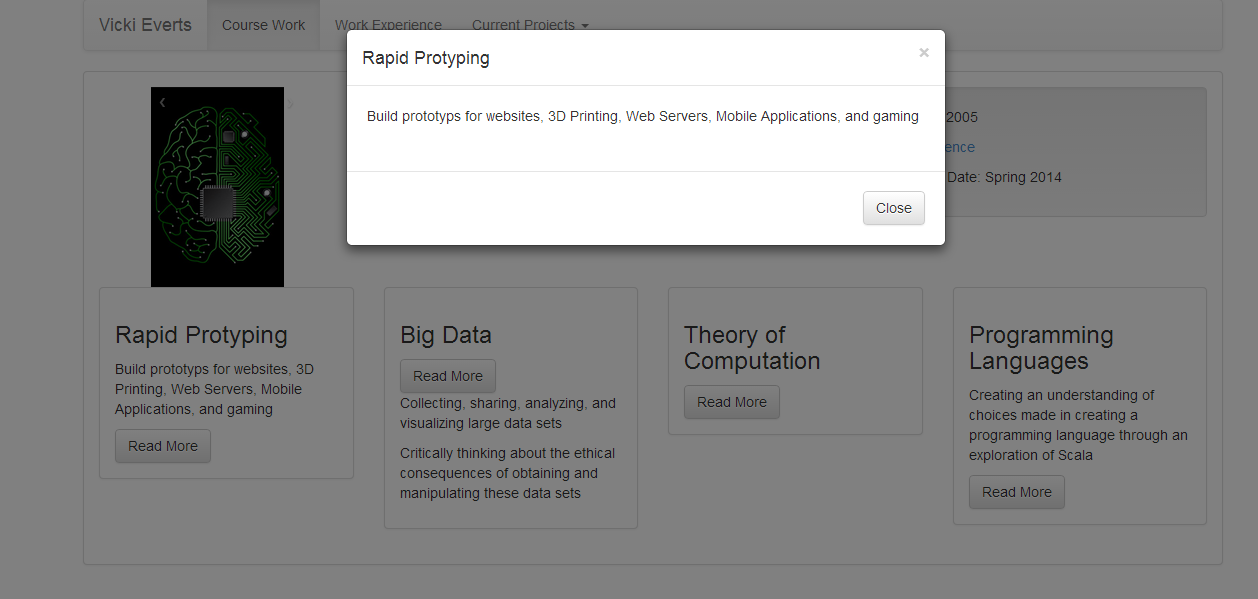 Vicki Everts Course Work Work Experience Current Projects
Rapid Protyping ×
Build prototyps for websites, 3D Printing, Web Servers, Mobile Applications, and gaming
Close
2005
ence
Date: Spring 2014
Rapid Protyping
Build prototyps for websites, 3D
Printing, Web Servers, Mobile
Applications, and gaming
Read More
Big Data
Read More
Collecting, sharing, analyzing, and
visualizing large data sets
Critically thinking about the ethical
consequences of obtaining and
manipulating these data sets
Theory of
Computation
Read More
Programming
Languages
Creating an understanding of
choices made in creating a
programming language through an
exploration of Scala
Read More